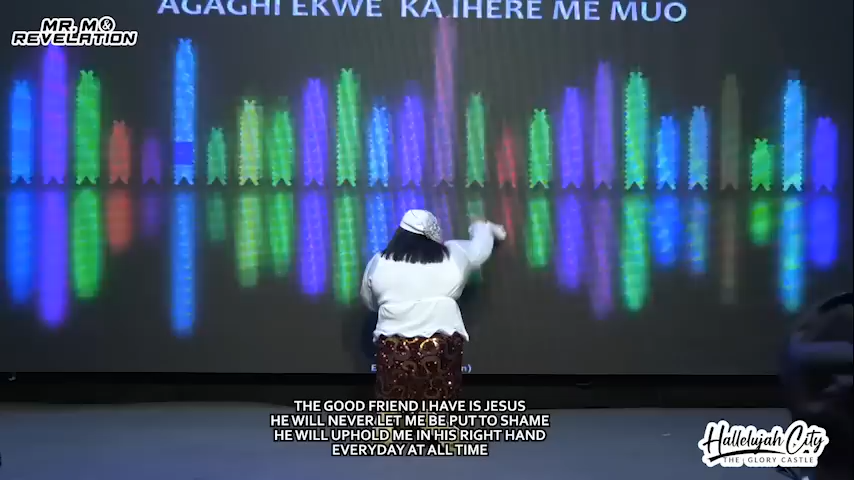 AGAGHI EKWE KA IHERE ME MUO
MR. M &
REVELATION
THE GOOD FRIEND I HAVE IS JESUS
HE WILL NEVER LET ME BE PUT TO SHAME
HE WILL UPHOLD ME IN HIS RIGHT HAND
EVERYDAY AT ALL TIME
Hallelujah City
THE GLORY CASTLE